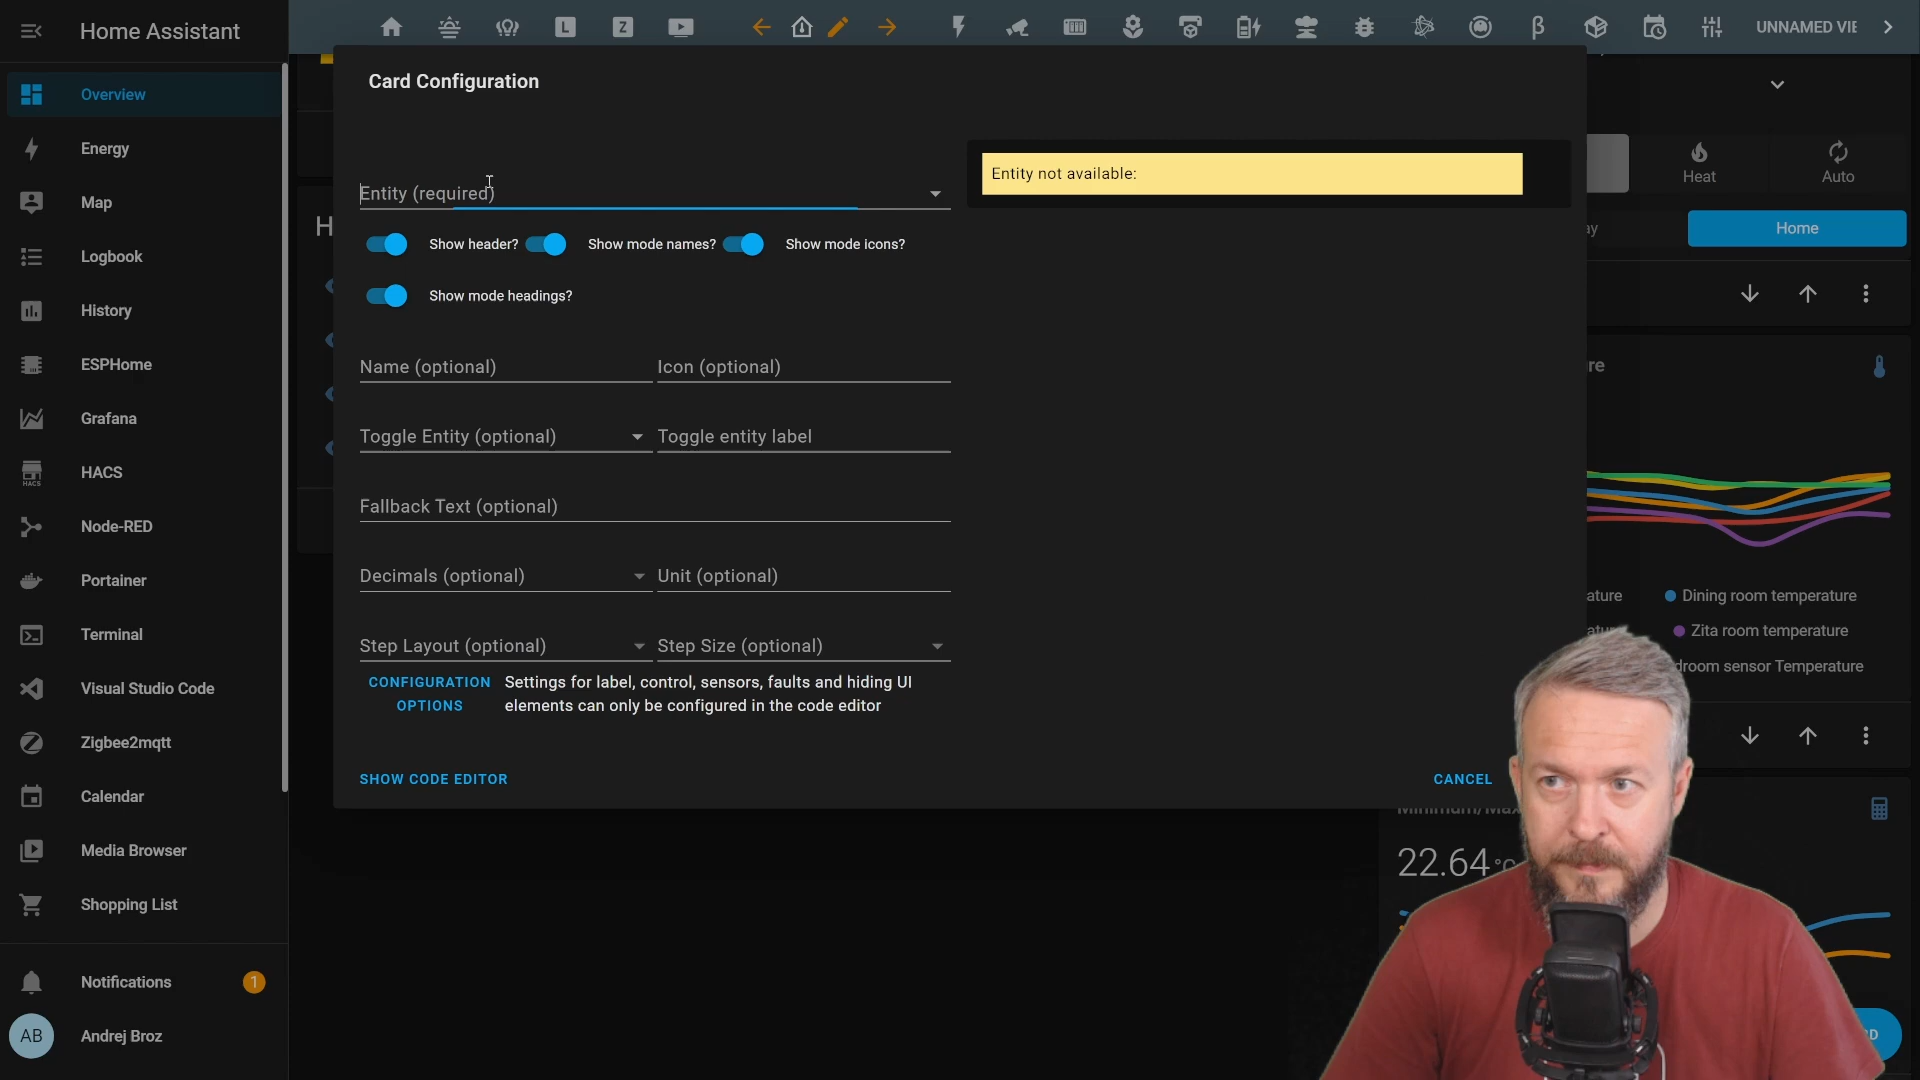 Home Assistant
L
Z
β
UNNAMED VIE
Overview
Energy
Map
Logbook
History
ESPHome
Grafana
HACS
HACS
Node-RED
Portainer
Terminal
Visual Studio Code
Zigbee2mqtt
Calendar
Media Browser
Shopping List
Notifications
1
AB
Andrej Broz
Card Configuration
Entity (required)
Entity not available:
Show header?
Show mode names?
Show mode icons?
Show mode headings?
Name (optional)
Icon (optional)
Toggle Entity (optional)
Toggle entity label
Fallback Text (optional)
Decimals (optional)
Unit (optional)
Step Layout (optional)
Step Size (optional)
CONFIGURATION
OPTIONS
Settings for label, control, sensors, faults and hiding UI
elements can only be configured in the code editor
SHOW CODE EDITOR
CANCEL
H
Heat
Auto
ay
Home
re
ature
Dining room temperature
Zita room temperature
droom sensor Temperature
22.64